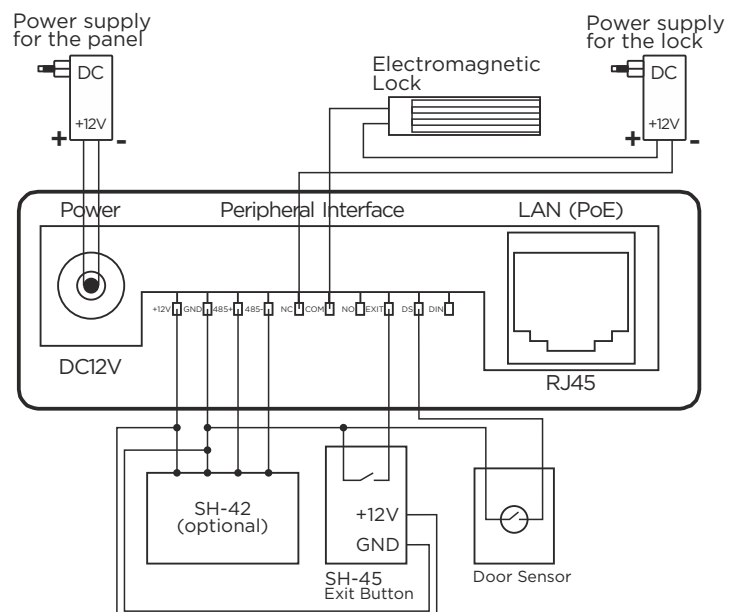 Power supply
for the panel
Power supply
for the lock
DC
+12V
+
-
Electromagnetic
Lock
DC
+12V
+
-
Power
Peripheral Interface
LAN (PoE)
+12V GND 485+ 485- NC COM NO EXIT DS DIN
DC12V
RJ45
SH-42
(optional)
+12V
GND
SH-45
Exit Button
Door Sensor